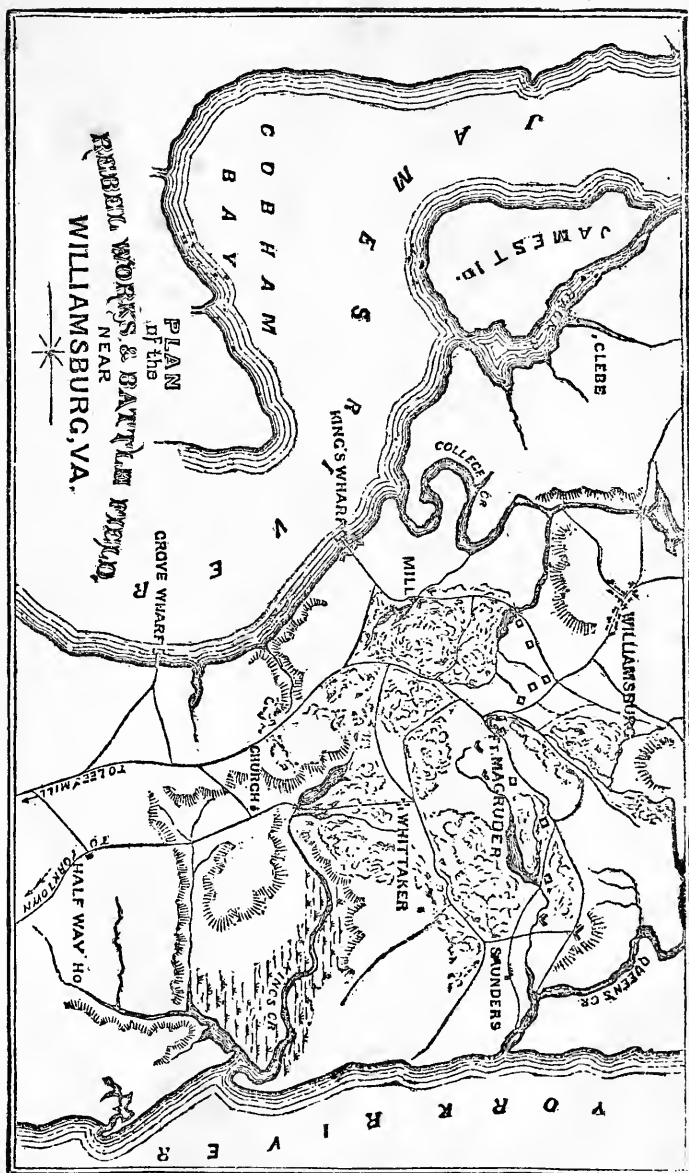 PLAN
of the
REBEL WORKS & BATTLE FIELD,
NEAR
WILLIAMSBURG, VA.
COBHAM
BAY
JAMES RIVER
JAMEST ID.
GLEBE
COLLEGE CR
KING'S WHARF
MILL
GROVE WHARF
WILLIAMSBURG
FT. MAGRUDER
WHITTAKER
SAUNDERS
QUEEN'S CR
CHURCH
KING'S CR
TO LEE'S MILL
TO YORKTOWN
HALF WAY HO
YORK RIVER